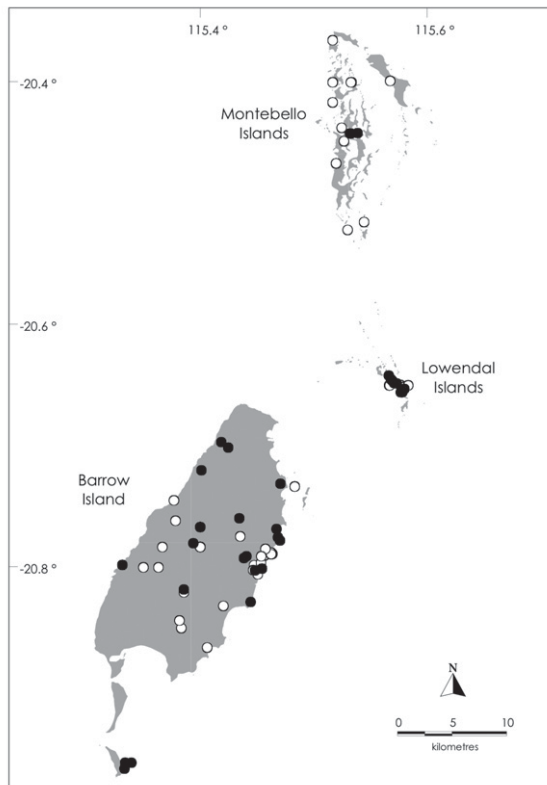 115.4 °
115.6 °
-20.4 °
Montebello
Islands
-20.6 °
Lowendal
Islands
Barrow
Island
-20.8 °
N
0 5 10
kilometres